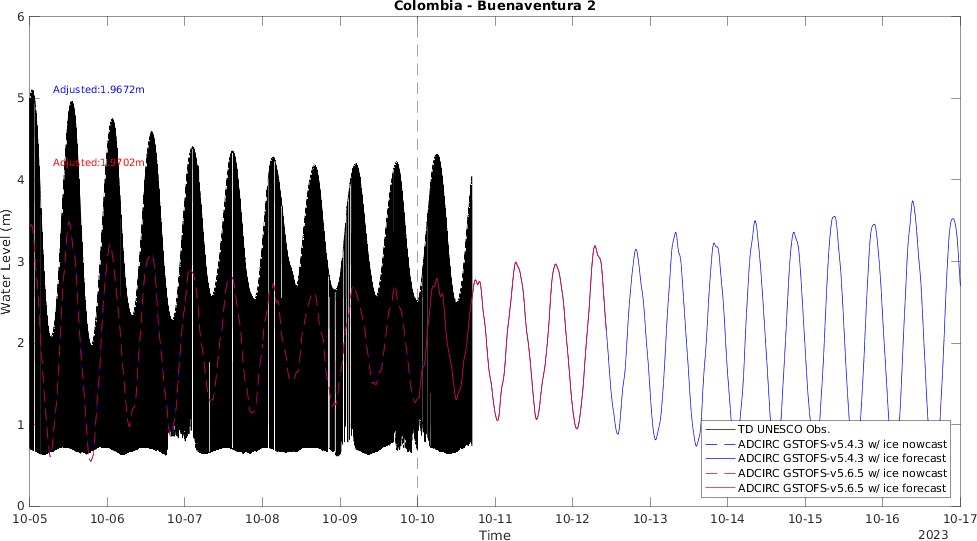 Colombia - Buenaventura 2
6
5
4
3
2
1
0
Water Level (m)
Adjusted:1.9672m
Adjusted:1.9702m
TD UNESCO Obs.
ADCIRC GSTOFS-v5.4.3 w/ ice nowcast
ADCIRC GSTOFS-v5.4.3 w/ ice forecast
ADCIRC GSTOFS-v5.6.5 w/ ice nowcast
ADCIRC GSTOFS-v5.6.5 w/ ice forecast
10-05 10-06 10-07 10-08 10-09 10-10 10-11 10-12 10-13 10-14 10-15 10-16 10-17
Time
2023